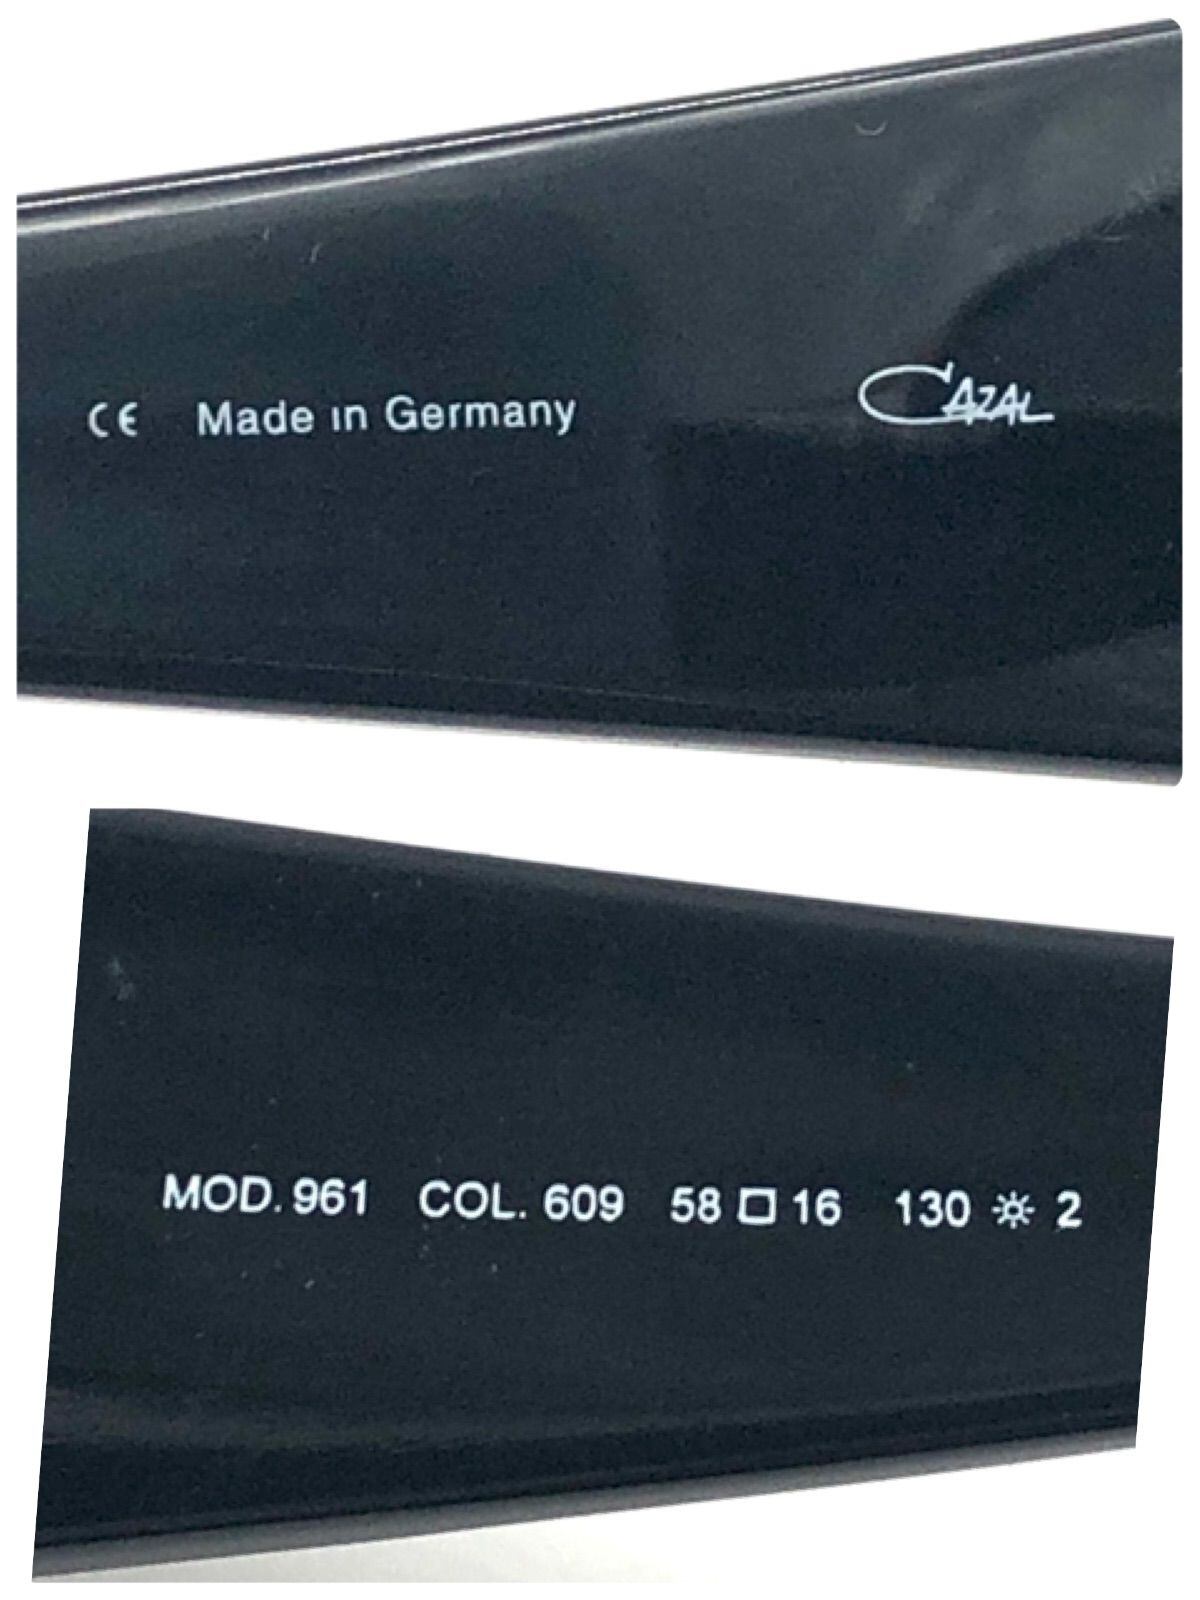 CE Made in Germany CAZAL
MOD. 961 COL. 609 58 □ 16 130 ☼ 2